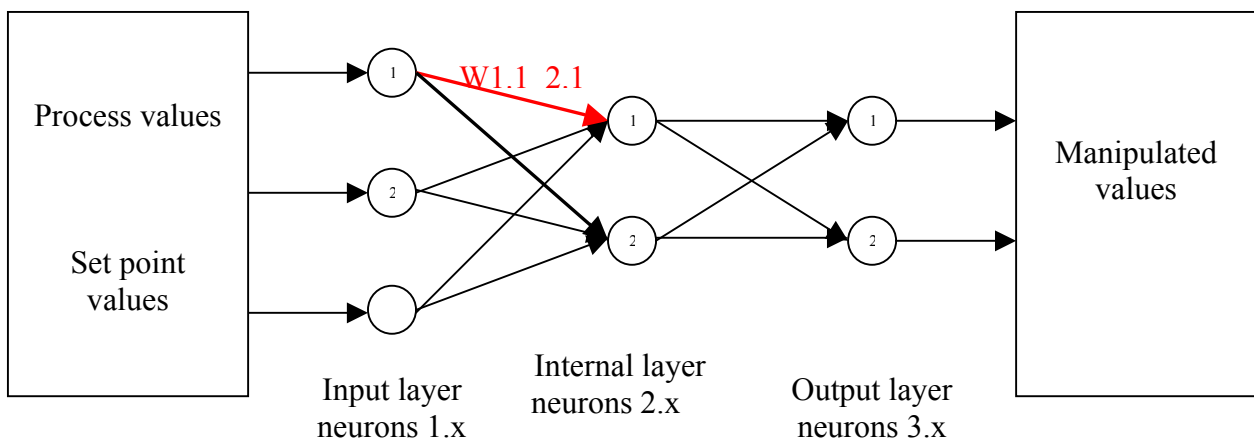 Process values
Set point
values
1
2
W1.1 2.1
1
2
1
2
Manipulated
values
Input layer
neurons 1.x
Internal layer
neurons 2.x
Output layer
neurons 3.x